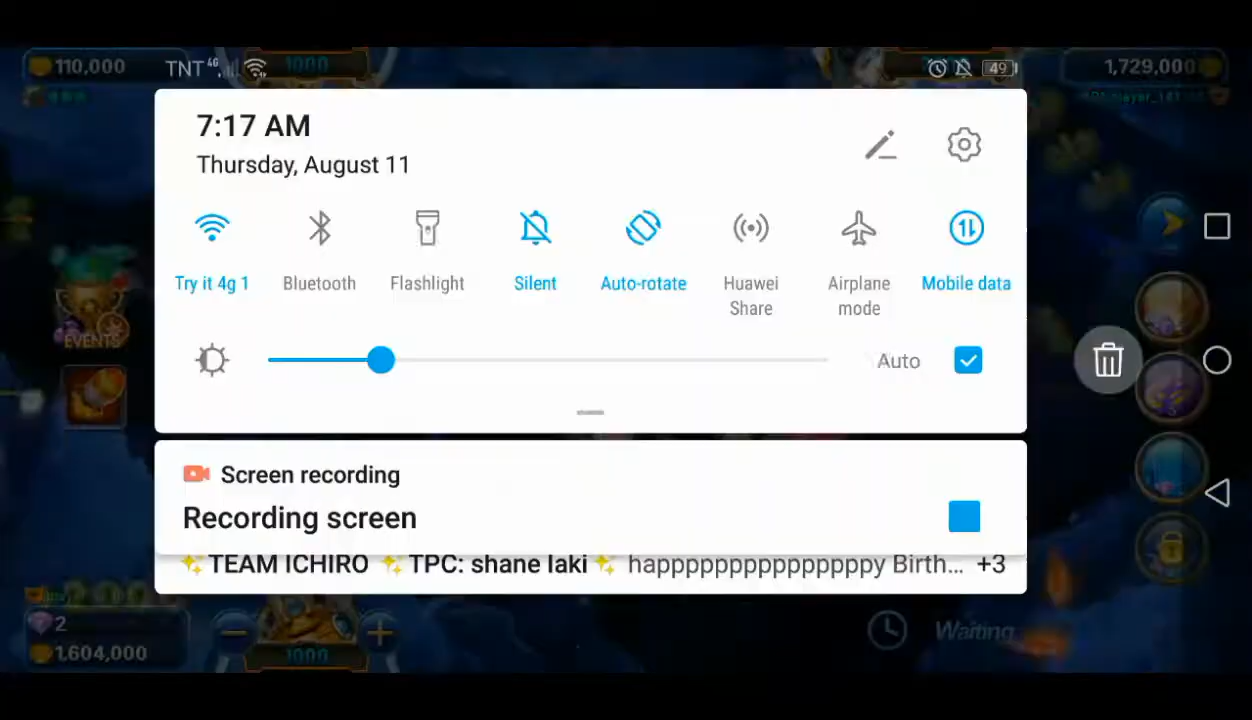 110,000
TNT 4G
1000
49
1,729,000
7:17 AM
Thursday, August 11
Try it 4g 1
Bluetooth
Flashlight
Silent
Auto-rotate
Huawei Share
Airplane mode
Mobile data
Auto
EVENTS
Screen recording
Recording screen
✨TEAM ICHIRO ✨TPC: shane laki✨ happppppppppppppppy Birth... +3
2
1,604,000
1000
Waiting